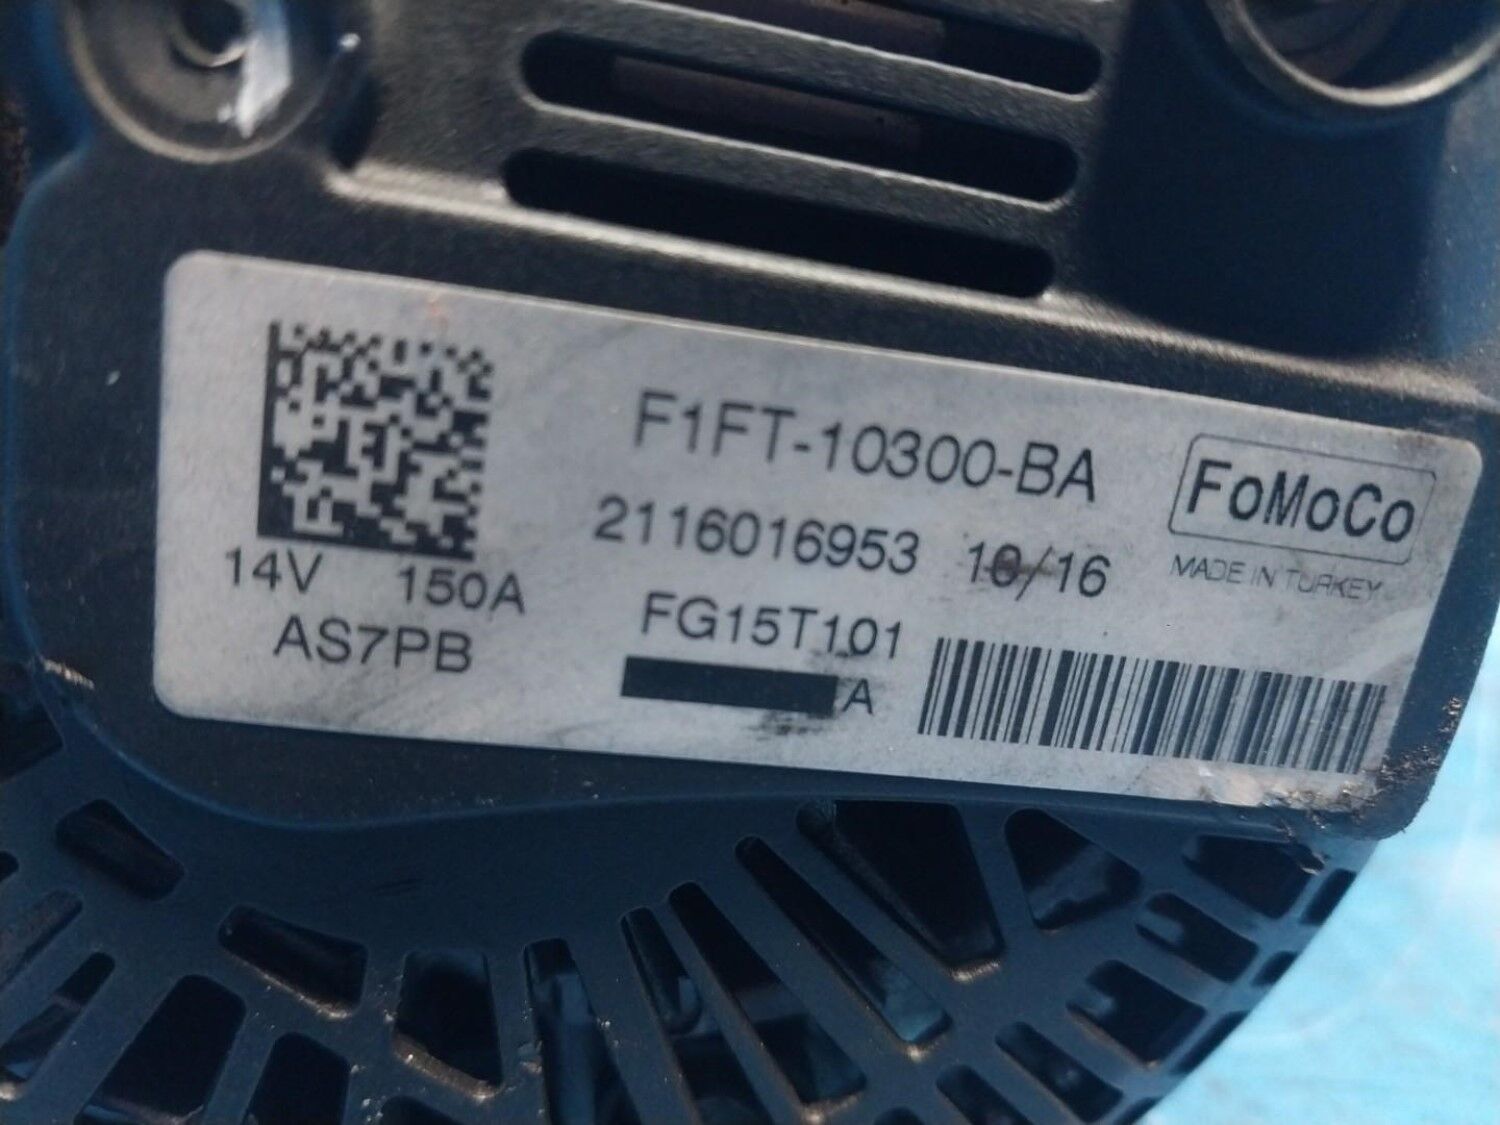 F1FT-10300-BA
FoMoCo
2116016953 10/16
MADE IN TURKEY
14V 150A
FG15T101
AS7PB
A